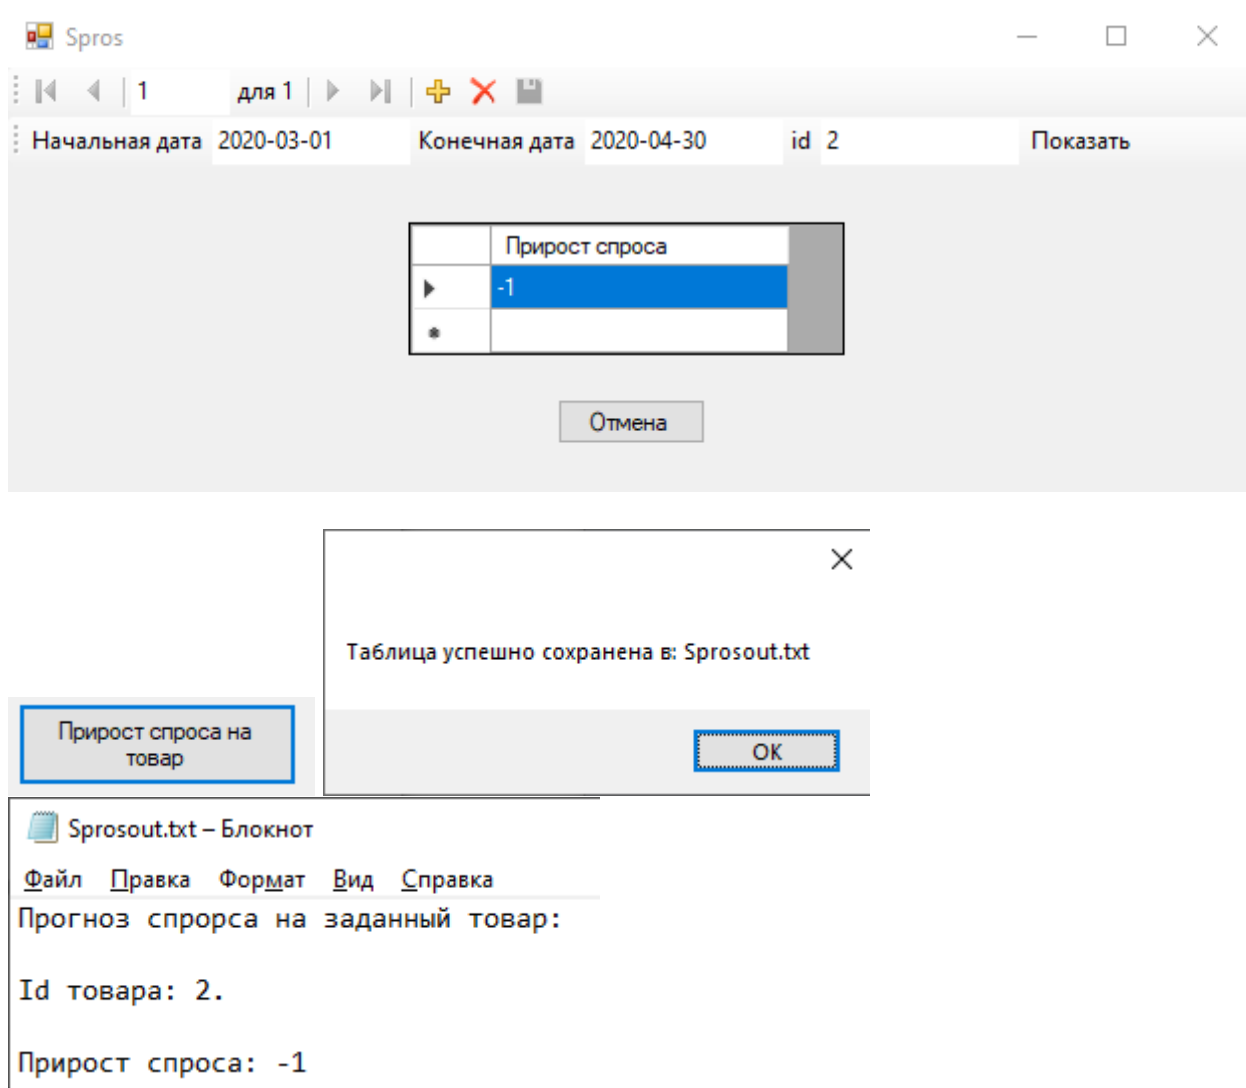 Spros
1 для 1
Начальная дата 2020-03-01 Конечная дата 2020-04-30 id 2 Показать
Прирост спроса
-1
Отмена
Таблица успешно сохранена в: Sprosout.txt
OK
Прирост спроса на
товар
Sprosout.txt – Блокнот
Файл Правка Формат Вид Справка
Прогноз спрорса на заданный товар:
Id товара: 2.
Прирост спроса: -1